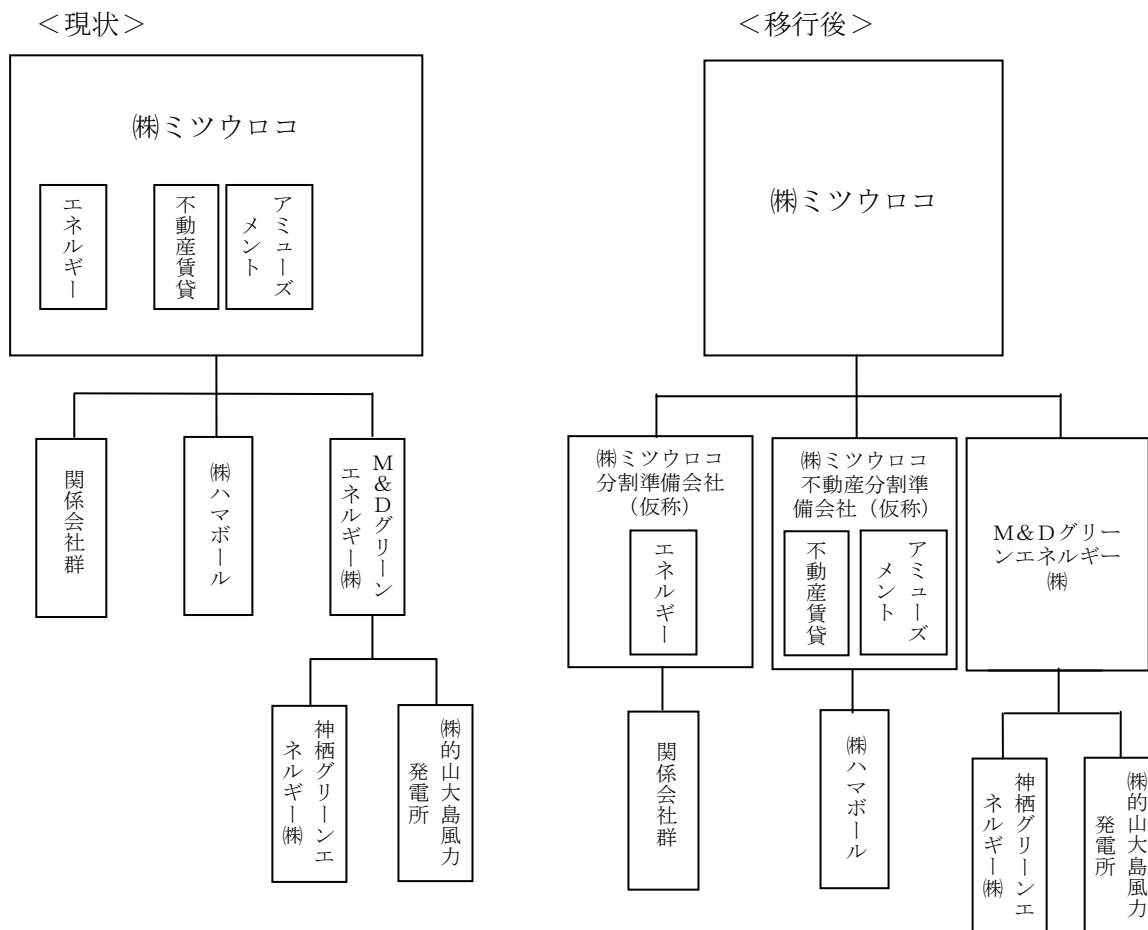 ＜現状＞
㈱ミツウロコ
エネルギー
不動産賃貸
アミューズ
メント
関係会社群
㈱ハマボール
M&Dグリーン
エネルギー㈱
神栖グリーンエ
ネルギー㈱
㈱的山大島風力
発電所
＜移行後＞
㈱ミツウロコ
㈱ミツウロコ
分割準備会社
（仮称）
エネルギー
㈱ミツウロコ
不動産分割準
備会社（仮称）
不動産賃貸
アミューズ
メント
M&Dグリー
ンエネルギー
㈱
関係会社群
㈱ハマボール
神栖グリーンエ
ネルギー㈱
㈱的山大島風力
発電所